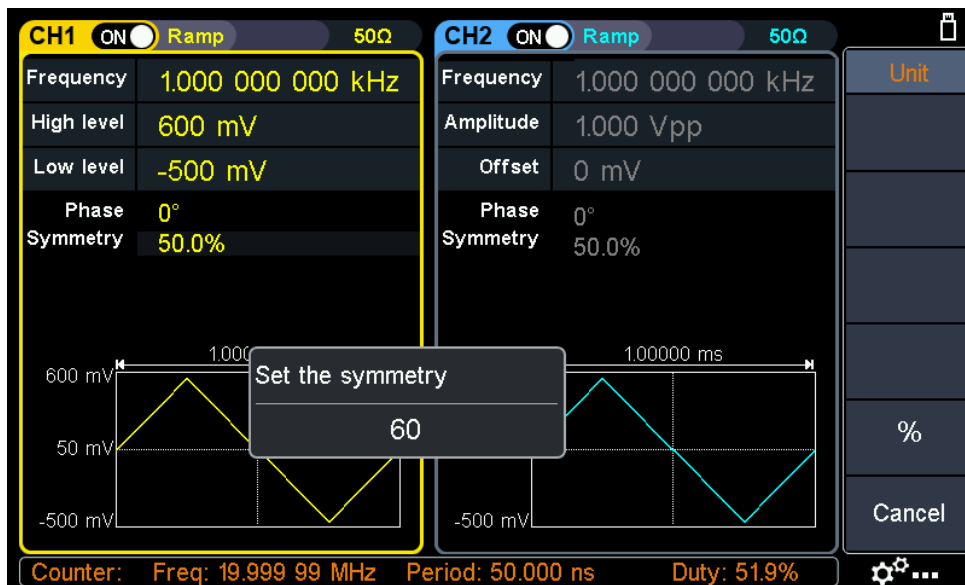 CH1 ON Ramp 50Ω
Frequency 1.000 000 000 kHz
High level 600 mV
Low level -500 mV
Phase 0°
Symmetry 50.0%
1.000
600 mV
50 mV
-500 mV
CH2 ON Ramp 50Ω
Frequency 1.000 000 000 kHz
Amplitude 1.000 Vpp
Offset 0 mV
Phase 0°
Symmetry 50.0%
1.00000 ms
-500 mV
Set the symmetry
60
Unit
%
Cancel
Counter: Freq: 19.999 99 MHz Period: 50.000 ns Duty: 51.9%